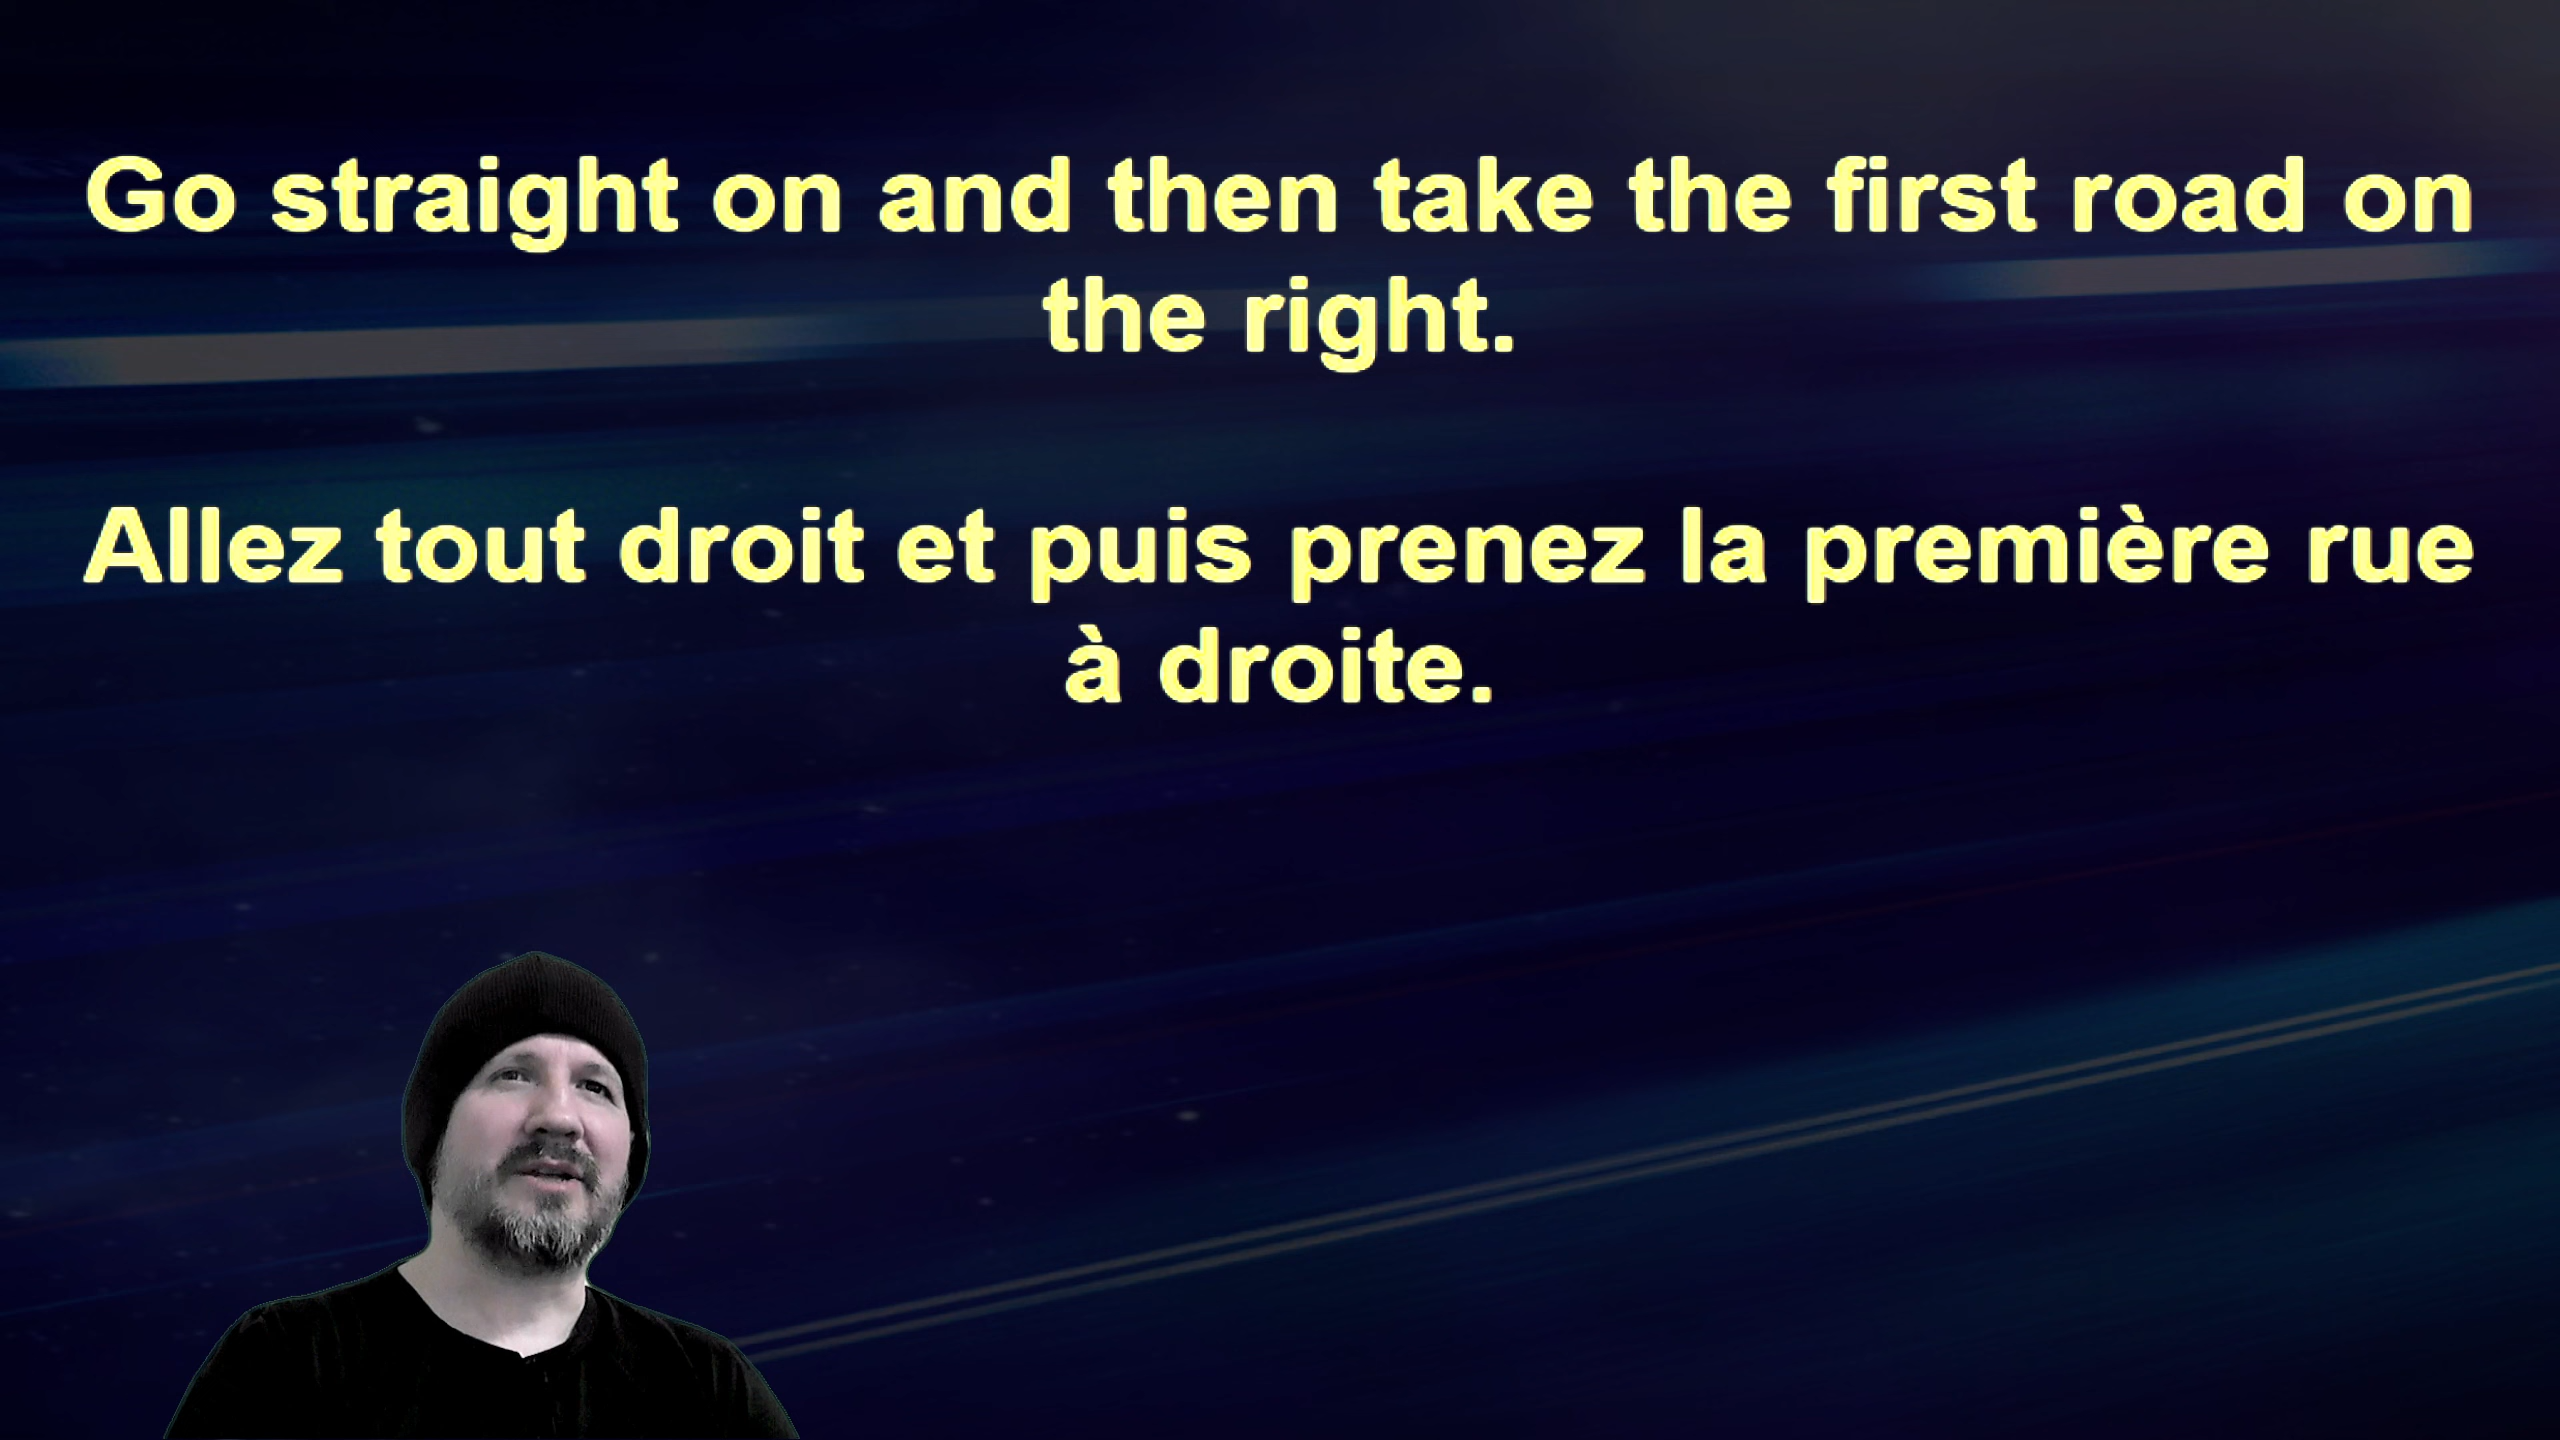 Go straight on and then take the first road on
the right.
Allez tout droit et puis prenez la première rue
à droite.